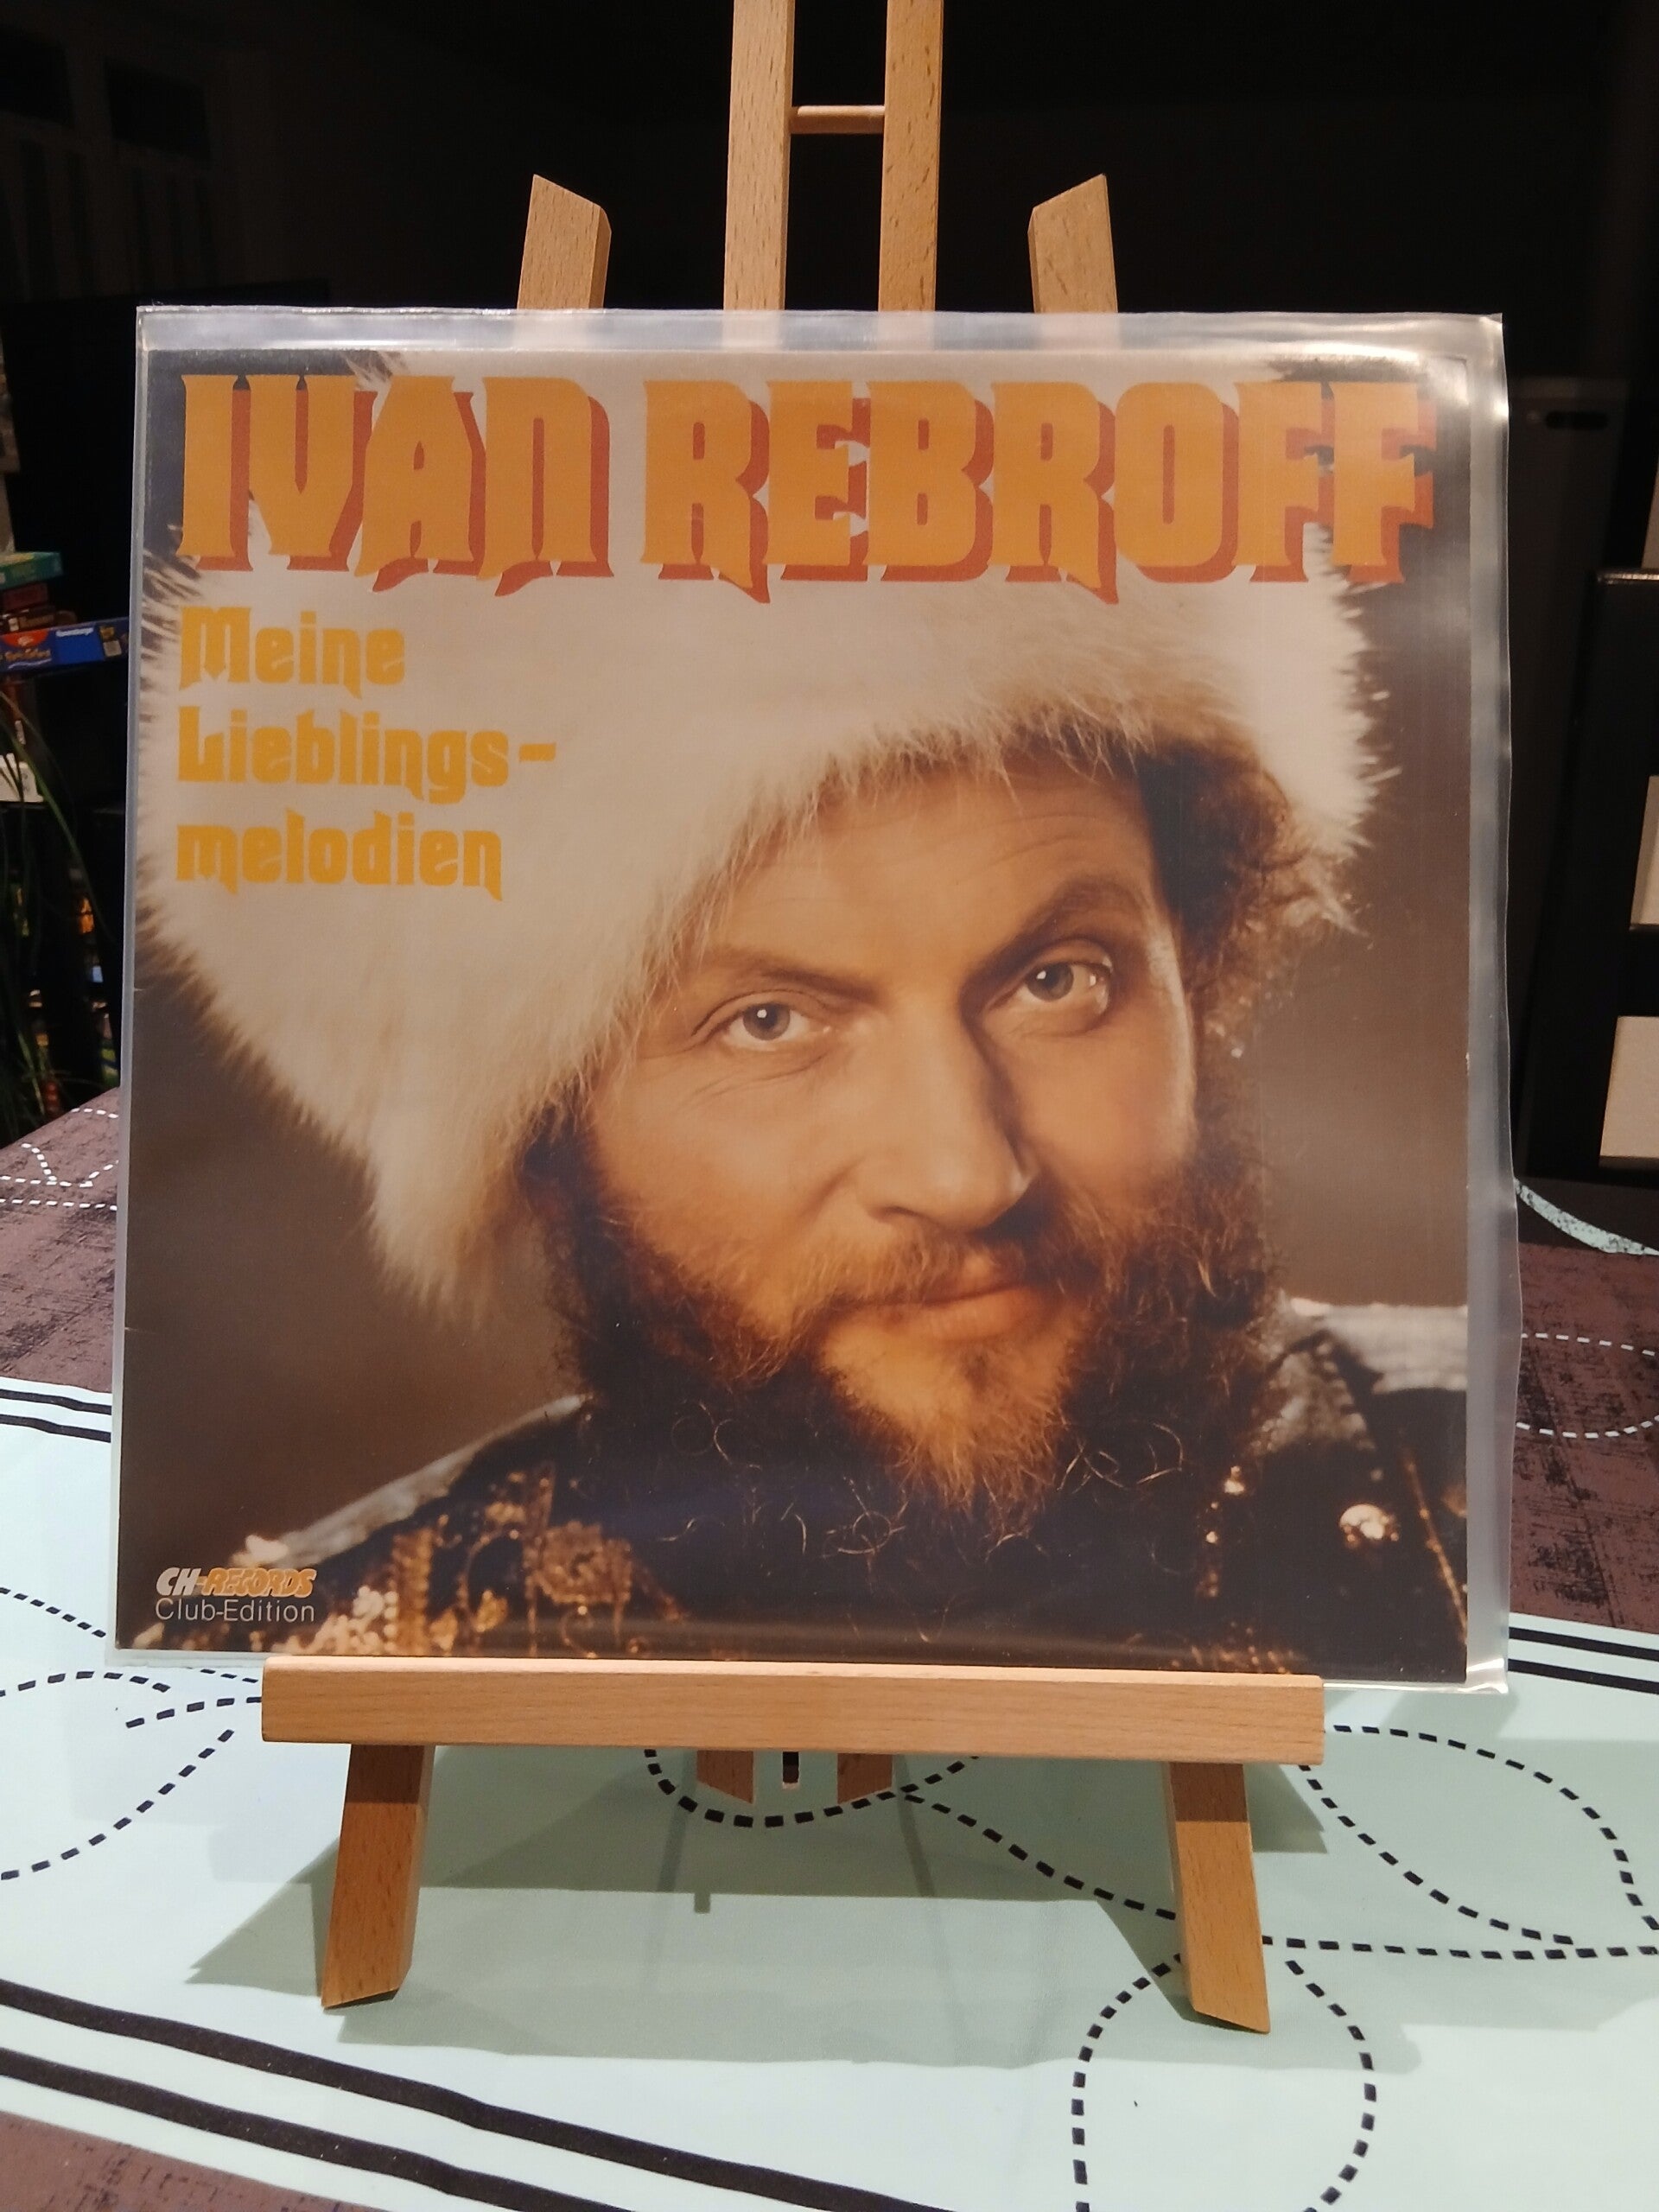 IVAN REBROFF
Meine
Lieblings-
melodien
CH-RECORDS
Club-Edition